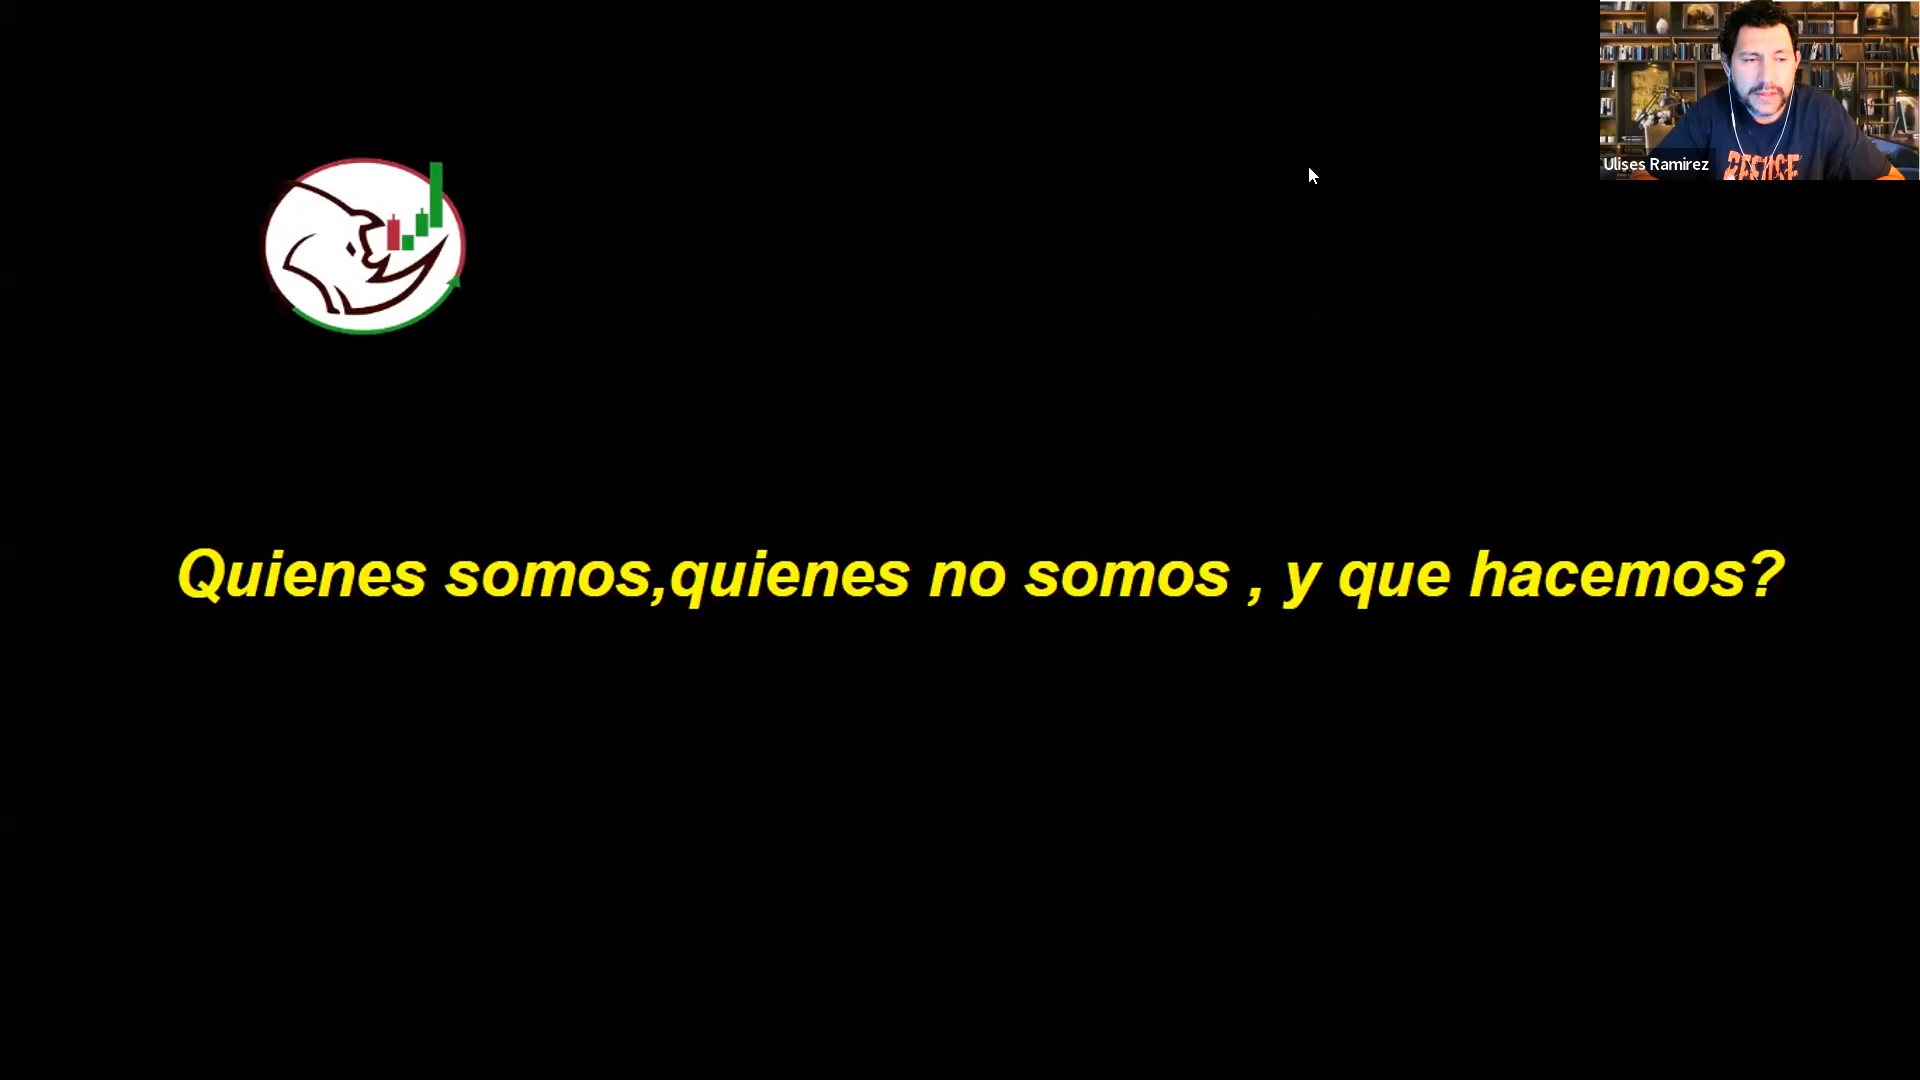 Ulises Ramirez
Quienes somos,quienes no somos , y que hacemos?